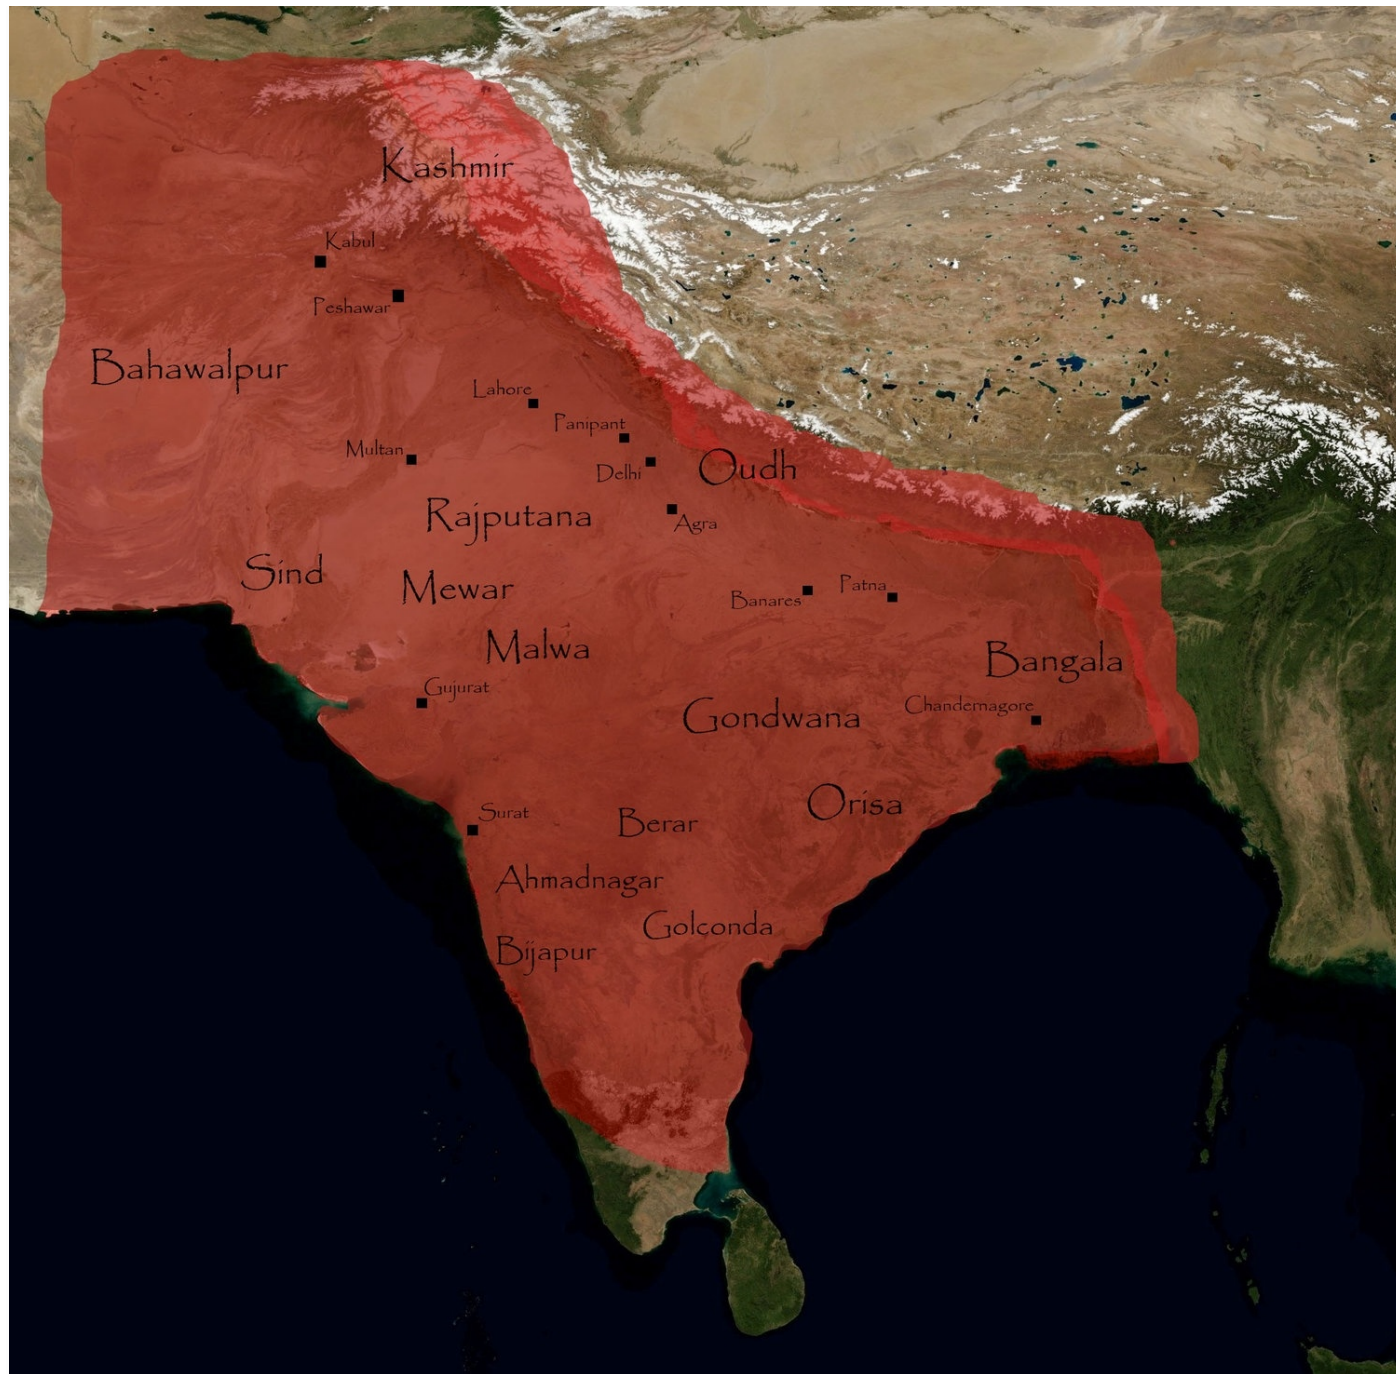 Kashmir
Kabul
Peshawar
Bahawalpur
Lahore
Panipant
Multan
Delhi
Oudh
Rajputana
Agra
Sind
Mewar
Banares
Patna
Malwa
Bangala
Gujurat
Gondwana
Chandernagore
Surat
Berar
Orisa
Ahmadnagar
Golconda
Bijapur